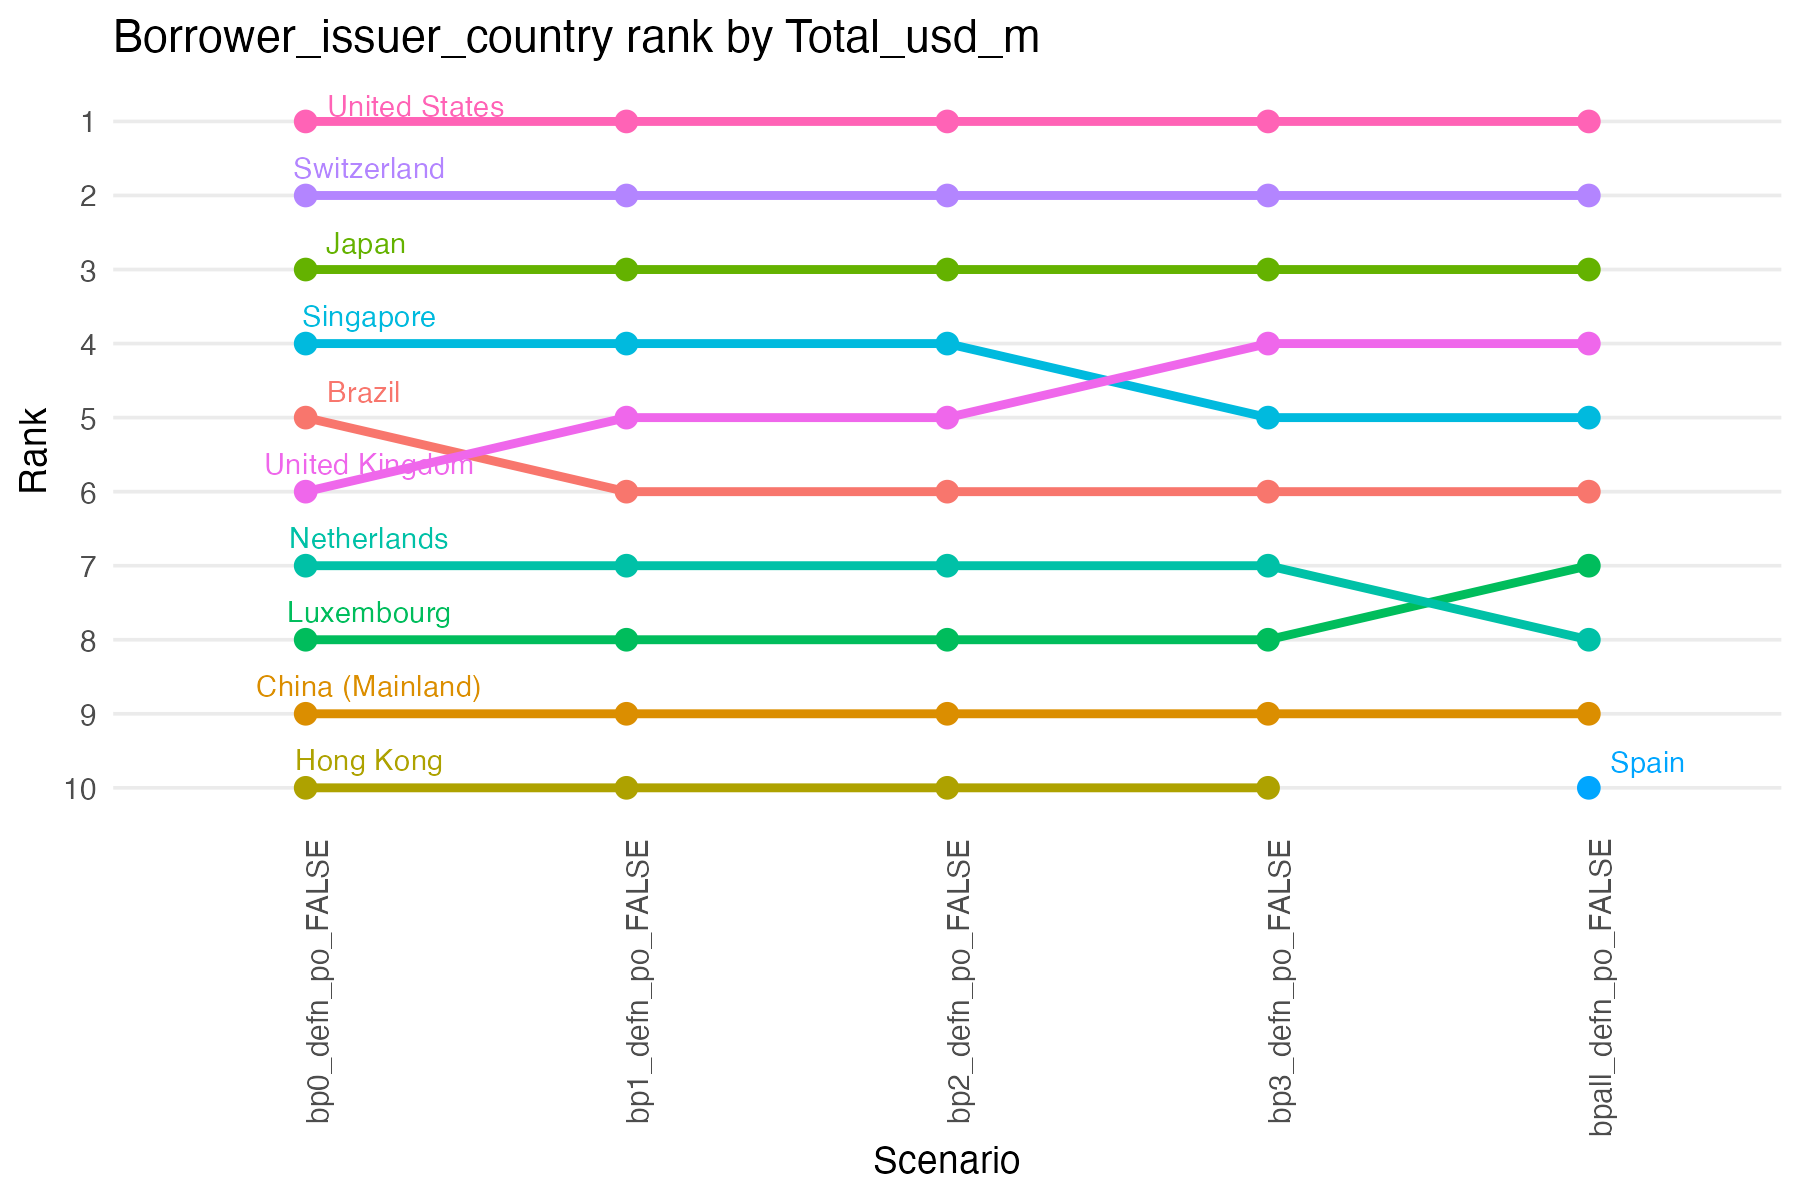 Borrower_issuer_country rank by Total_usd_m
United States
1
Switzerland
2
Japan
3
Singapore
4
Brazil
5
Rank
United Kingdom
6
Netherlands
7
Luxembourg
8
China (Mainland)
9
Hong Kong
Spain
10
bp0_defn_po_FALSE
bp1_defn_po_FALSE
bp2_defn_po_FALSE
bp3_defn_po_FALSE
bpall_defn_po_FALSE
Scenario